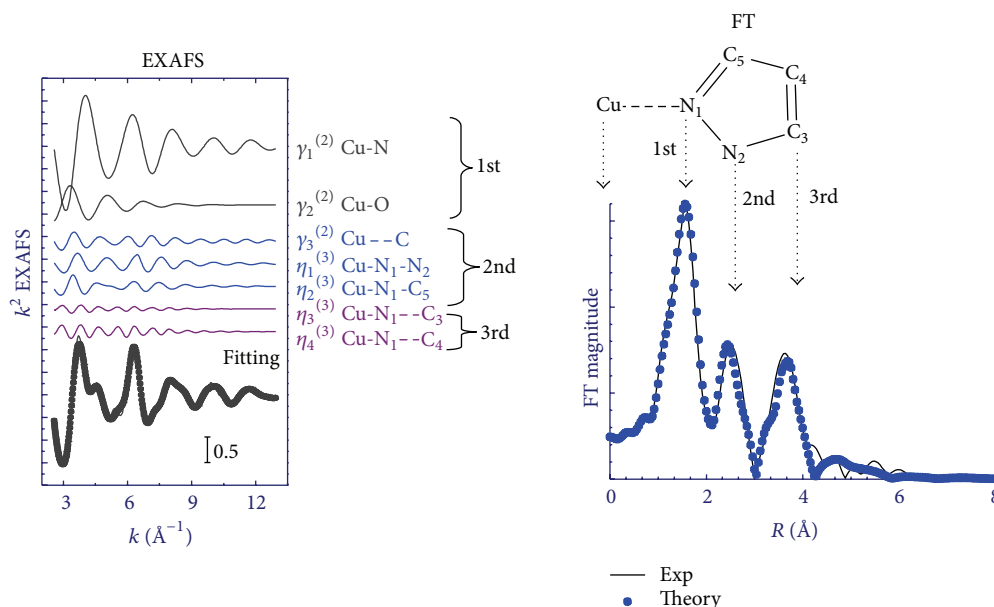 EXAFS
γ₁⁽²⁾ Cu-N
1st
γ₂⁽²⁾ Cu-O
γ₃⁽²⁾ Cu--C
η₁⁽³⁾ Cu-N₁-N₂
2nd
η₂⁽³⁾ Cu-N₁-C₅
η₃⁽³⁾ Cu-N₁--C₃
η₄⁽³⁾ Cu-N₁--C₄
3rd
Fitting
0.5
k² EXAFS
3 6 9 12
k (Å⁻¹)
FT
C₅
C₄
Cu
N₁
C₃
N₂
1st
2nd
3rd
FT magnitude
0 2 4 6 8
R (Å)
Exp
Theory